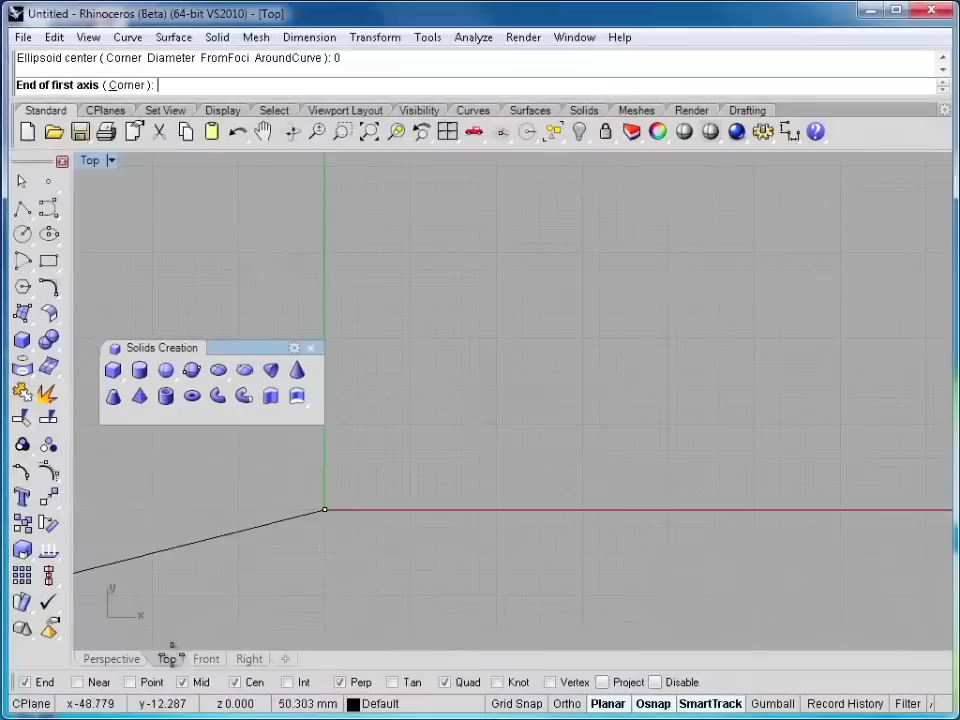 Untitled - Rhinoceros (Beta) (64-bit VS2010) - [Top]
File Edit View Curve Surface Solid Mesh Dimension Transform Tools Analyze Render Window Help
Ellipsoid center ( Corner Diameter FromFoci AroundCurve ): 0
End of first axis ( Corner ):
Standard CPlanes Set View Display Select Viewport Layout Visibility Curves Surfaces Solids Meshes Render Drafting
Top
Solids Creation
y
x
Perspective Top Front Right
End Near Point Mid Cen Int Perp Tan Quad Knot Vertex Project Disable
CPlane x -48.779 y -12.287 z 0.000 50.303 mm Default Grid Snap Ortho Planar Osnap SmartTrack Gumball Record History Filter